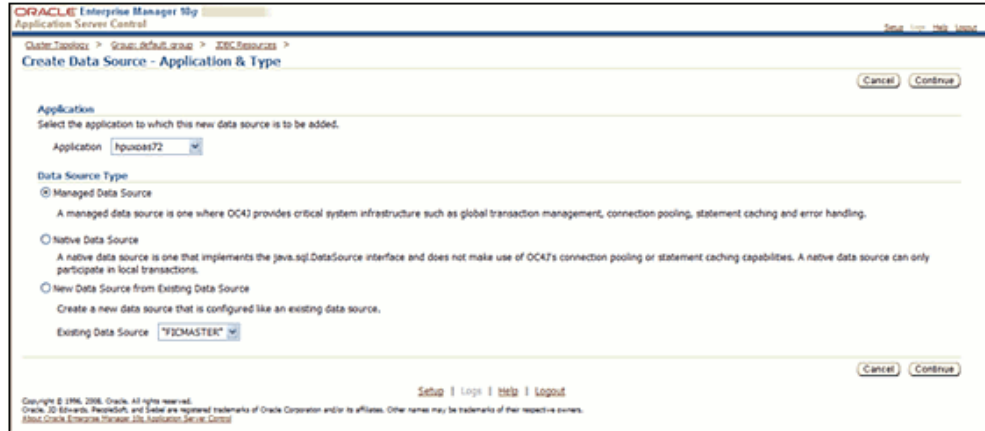 ORACLE Enterprise Manager 10g
Application Server Control
Setup Logs Help Logout
Cluster Topology > Group: default_group > JDBC Resources >
Create Data Source - Application & Type
Cancel Continue
Application
Select the application to which this new data source is to be added.
Application hpuxoas72
Data Source Type
Managed Data Source
A managed data source is one where OC4J provides critical system infrastructure such as global transaction management, connection pooling, statement caching and error handling.
Native Data Source
A native data source is one that implements the java.sql.DataSource interface and does not make use of OC4J's connection pooling or statement caching capabilities. A native data source can only
participate in local transactions.
New Data Source from Existing Data Source
Create a new data source that is configured like an existing data source.
Existing Data Source "FICMASTER"
Cancel Continue
Setup | Logs | Help | Logout
Copyright © 1996, 2008, Oracle. All rights reserved.
Oracle, JD Edwards, PeopleSoft, and Siebel are registered trademarks of Oracle Corporation and/or its affiliates. Other names may be trademarks of their respective owners.
About Oracle Enterprise Manager 10g Application Server Control